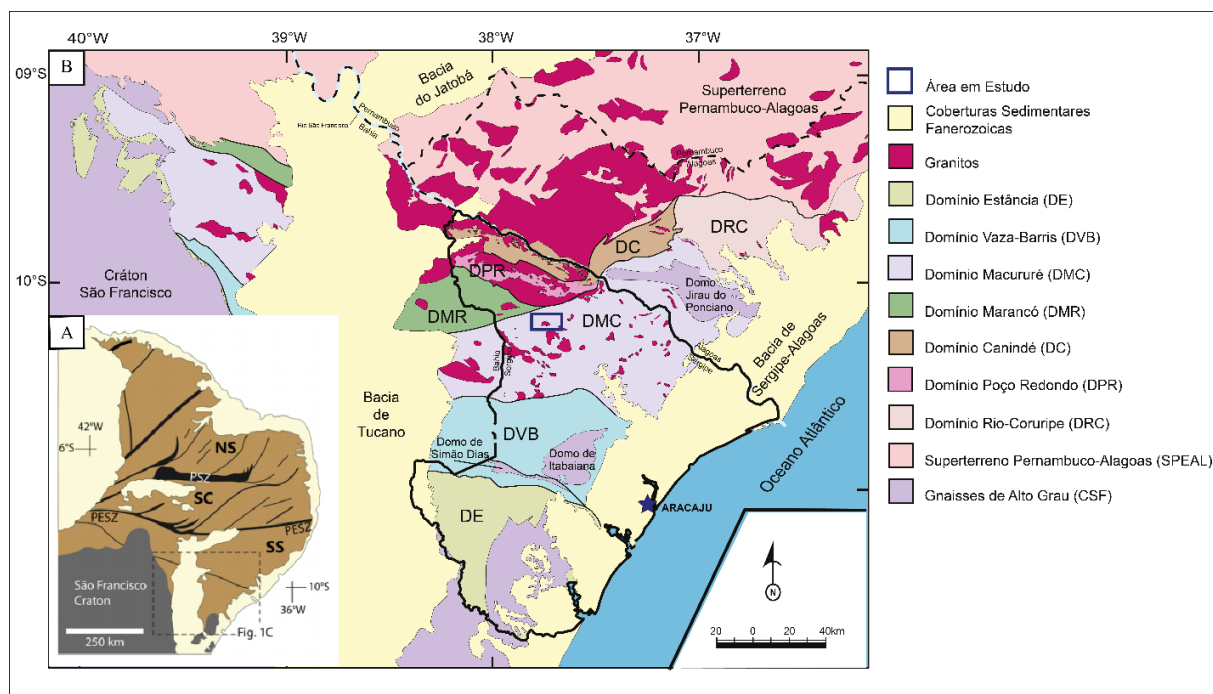 40°W
39°W
38°W
37°W
B
09°S
10°S
Bacia
do Jatobá
Superterreno
Pernambuco-Alagoas
Rio São Francisco
Pernambuco
Bahia
Pernambuco
Alagoas
Cráton
São Francisco
DC
DRC
DPR
DMR
DMC
Domo
Jirau do
Ponciano
Bahia
Sergipe
Alagoas
Sergipe
Bacia de
Sergipe-Alagoas
Bacia
de
Tucano
DVB
Domo de
Simão Dias
Domo de
Itabaiana
DE
ARACAJU
Oceano Atlântico
N
20 0 20 40km
A
42°W
6°S
NS
PSZ
SC
PESZ
PESZ
SS
São Francisco
Craton
10°S
36°W
250 km
Fig. 1C
Área em Estudo
Coberturas Sedimentares
Fanerozoicas
Granitos
Domínio Estância (DE)
Domínio Vaza-Barris (DVB)
Domínio Macururé (DMC)
Domínio Marancó (DMR)
Domínio Canindé (DC)
Domínio Poço Redondo (DPR)
Domínio Rio-Coruripe (DRC)
Superterreno Pernambuco-Alagoas (SPEAL)
Gnaisses de Alto Grau (CSF)